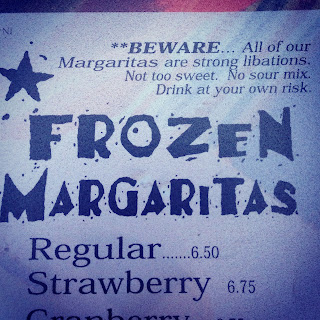 **BEWARE... All of our
Margaritas are strong libations.
Not too sweet. No sour mix.
Drink at your own risk.
FROZEN
MARGARITAS
Regular.......6.50
Strawberry 6.75
Cranberry